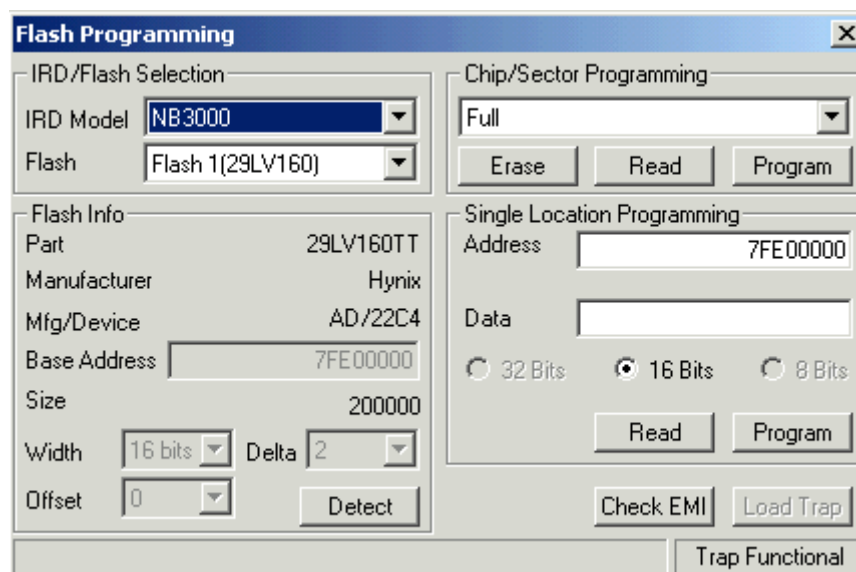 Flash Programming
IRD/Flash Selection
IRD Model NB3000
Flash Flash 1(29LV160)
Chip/Sector Programming
Full
Erase Read Program
Flash Info
Part 29LV160TT
Manufacturer Hynix
Mfg/Device AD/22C4
Base Address 7FE00000
Size 200000
Width 16 bits Delta 2
Offset 0 Detect
Single Location Programming
Address 7FE00000
Data
32 Bits 16 Bits 8 Bits
Read Program
Check EMI Load Trap
Trap Functional